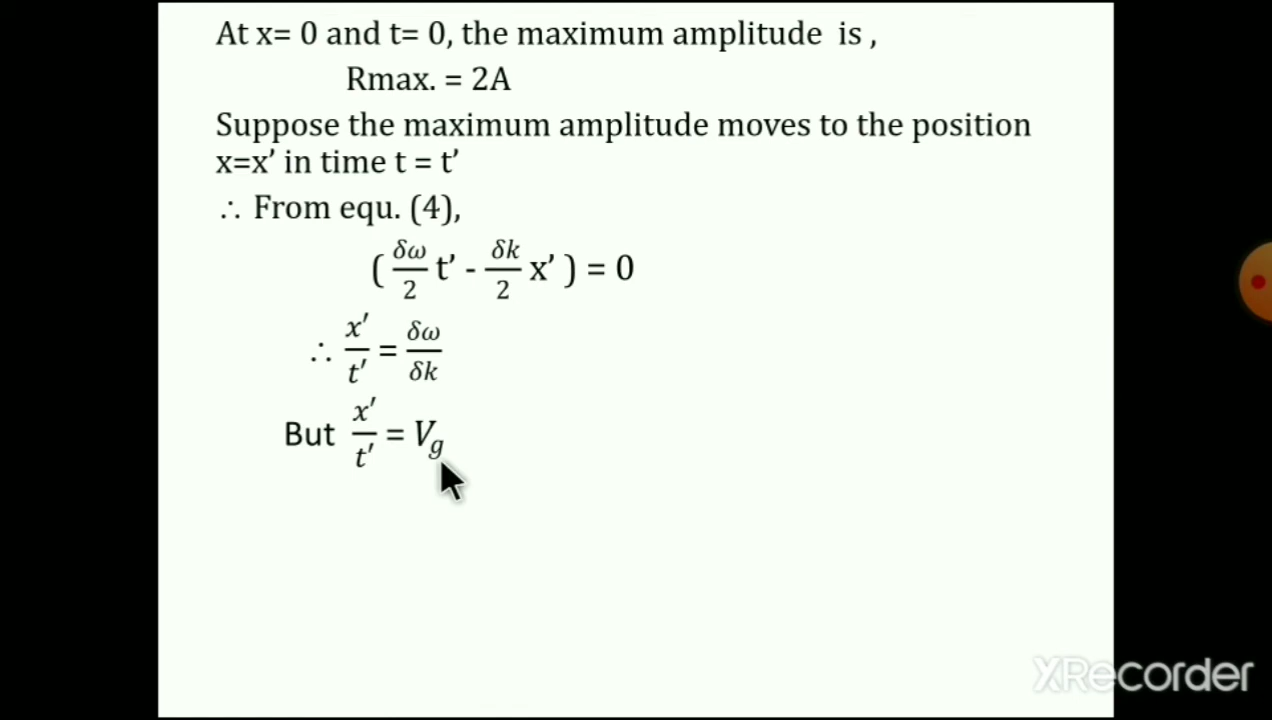 At x= 0 and t= 0, the maximum amplitude is ,
Rmax. = 2A
Suppose the maximum amplitude moves to the position
x=x’ in time t = t’
∴ From equ. (4),
( δω/2 t’ - δk/2 x’ ) = 0
∴ x′/t′ = δω/δk
But x′/t′ = V_g
XRecorder